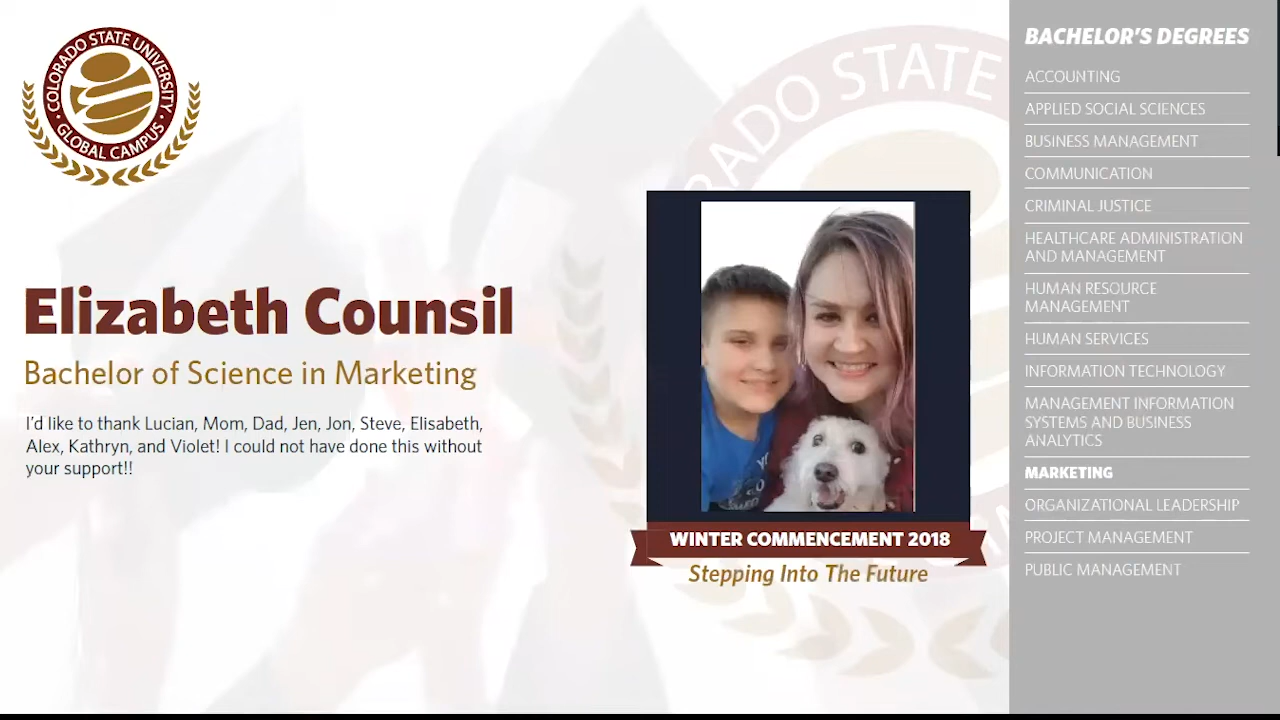 COLORADO STATE UNIVERSITY
GLOBAL CAMPUS
Elizabeth Counsil
Bachelor of Science in Marketing
I'd like to thank Lucian, Mom, Dad, Jen, Jon, Steve, Elisabeth,
Alex, Kathryn, and Violet! I could not have done this without
your support!!
WINTER COMMENCEMENT 2018
Stepping Into The Future
BACHELOR'S DEGREES
ACCOUNTING
APPLIED SOCIAL SCIENCES
BUSINESS MANAGEMENT
COMMUNICATION
CRIMINAL JUSTICE
HEALTHCARE ADMINISTRATION
AND MANAGEMENT
HUMAN RESOURCE
MANAGEMENT
HUMAN SERVICES
INFORMATION TECHNOLOGY
MANAGEMENT INFORMATION
SYSTEMS AND BUSINESS
ANALYTICS
MARKETING
ORGANIZATIONAL LEADERSHIP
PROJECT MANAGEMENT
PUBLIC MANAGEMENT